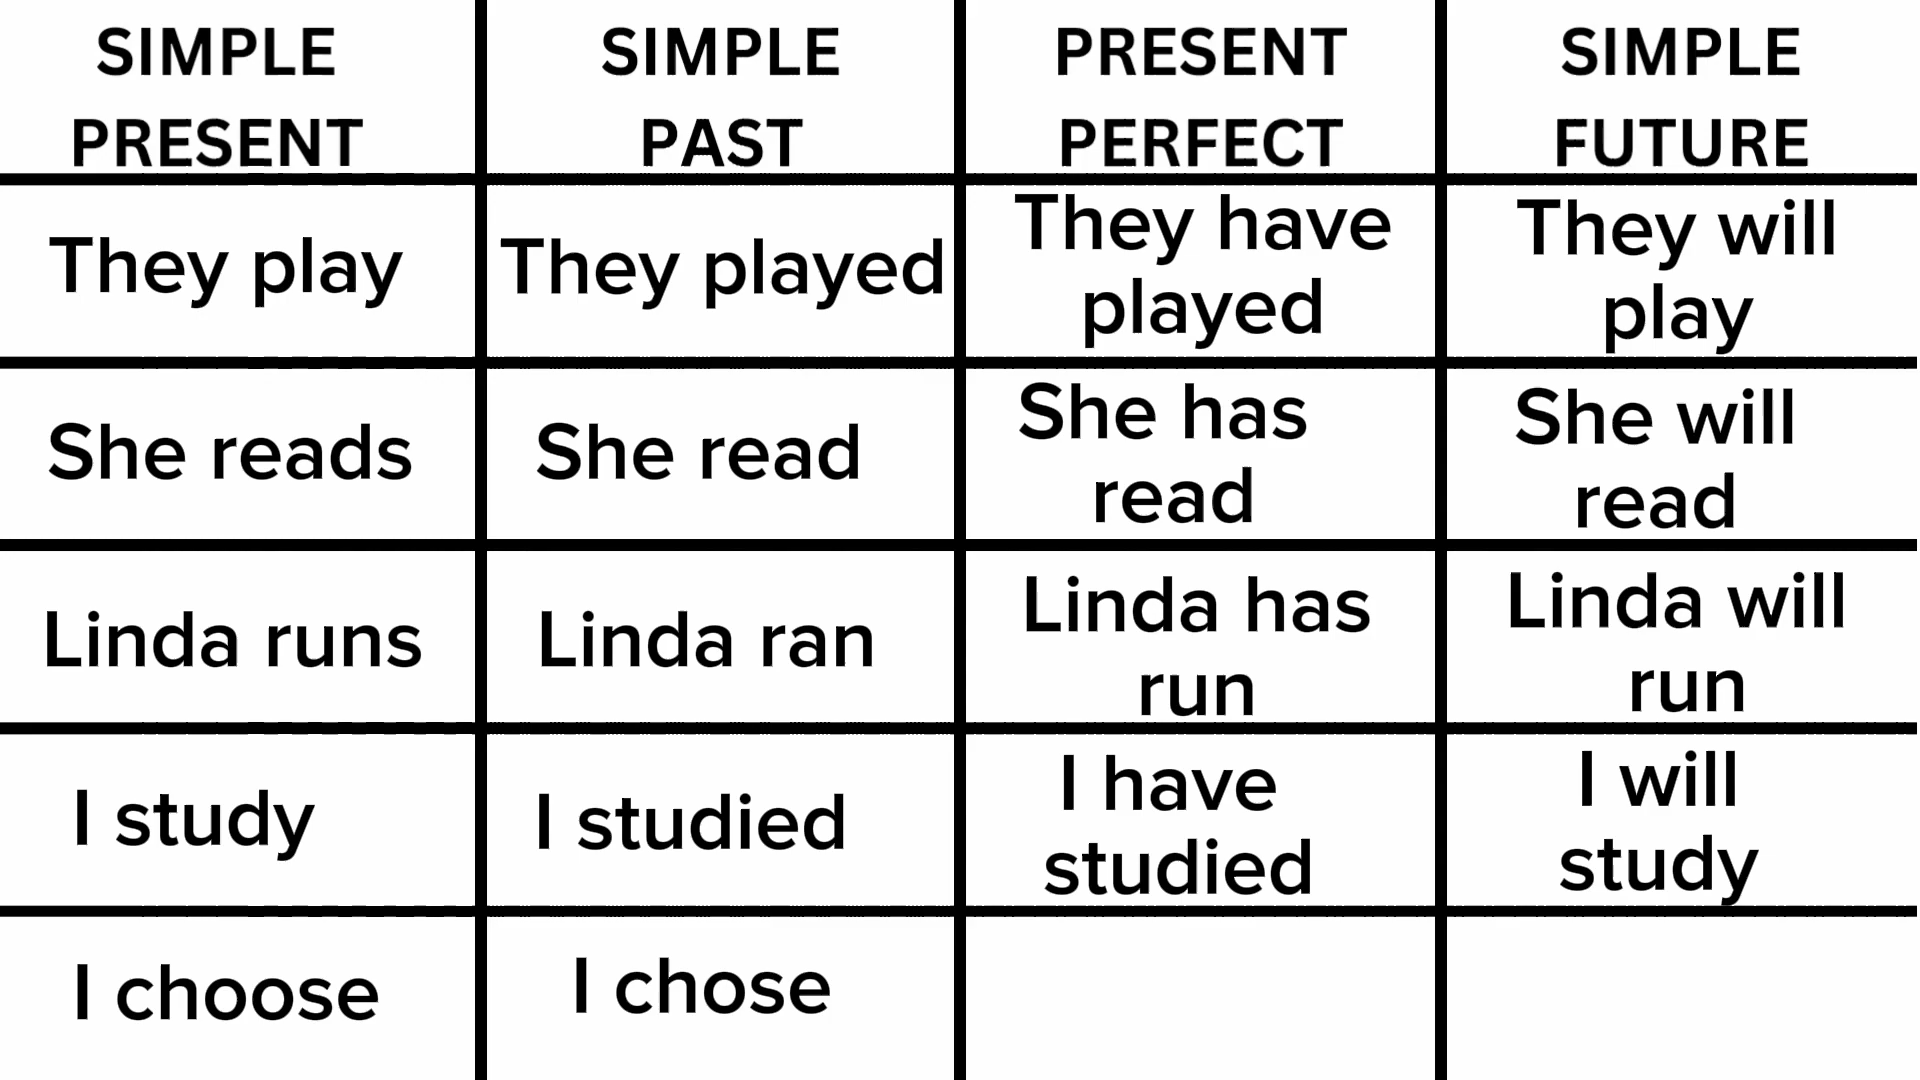 SIMPLE
PRESENT
SIMPLE
PAST
PRESENT
PERFECT
SIMPLE
FUTURE
They play
They played
They have
played
They will
play
She reads
She read
She has
read
She will
read
Linda runs
Linda ran
Linda has
run
Linda will
run
I study
I studied
I have
studied
I will
study
I choose
I chose